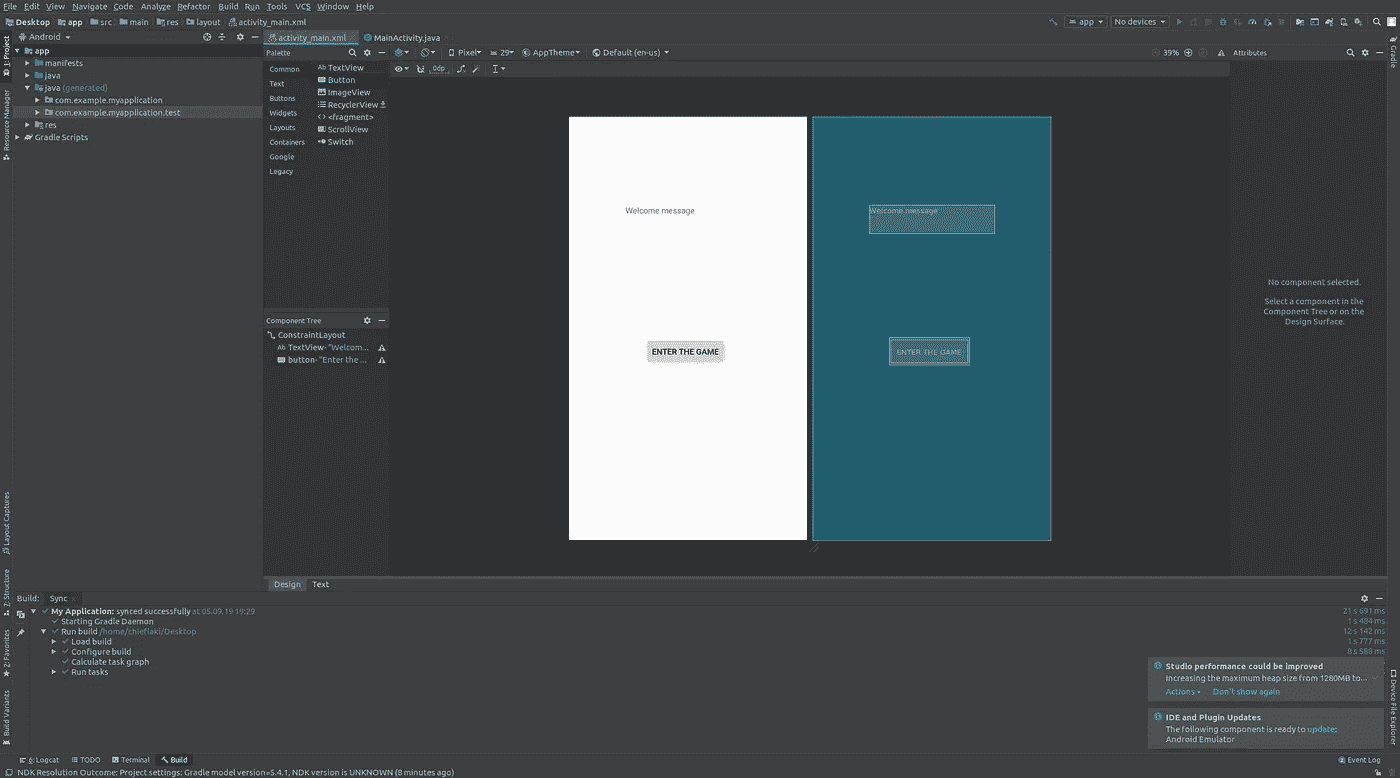 File Edit View Navigate Code Analyze Refactor Build Run Tools VCS Window Help
Desktop app src main res layout activity_main.xml
app No devices
Android
activity_main.xml MainActivity.java
1: Project
Resource Manager
Layout Captures
7: Structure
2: Favorites
Build Variants
app
manifests
java
java (generated)
com.example.myapplication
com.example.myapplication.test
res
Gradle Scripts
Palette
Common
Text
Buttons
Widgets
Layouts
Containers
Google
Legacy
Ab TextView
Button
ImageView
RecyclerView
<> <fragment>
ScrollView
Switch
Component Tree
ConstraintLayout
Ab TextView- "Welcom...
button- "Enter the ...
Pixel 29 AppTheme Default (en-us)
39%
0dp
Welcome message
ENTER THE GAME
Welcome message
ENTER THE GAME
Attributes
No component selected.
Select a component in the
Component Tree or on the
Design Surface.
Gradle
Device File Explorer
Design Text
Build: Sync
My Application: synced successfully at 05.09.19 19:29 21 s 691 ms
Starting Gradle Daemon 1 s 484 ms
Run build /home/chieflaki/Desktop 12 s 142 ms
Load build 1 s 777 ms
Configure build 8 s 588 ms
Calculate task graph
Run tasks
Studio performance could be improved
Increasing the maximum heap size from 1280MB to...
Actions Don't show again
IDE and Plugin Updates
The following component is ready to update:
Android Emulator
6: Logcat TODO Terminal Build Event Log
NDK Resolution Outcome: Project settings: Gradle model version=5.4.1, NDK version is UNKNOWN (8 minutes ago)